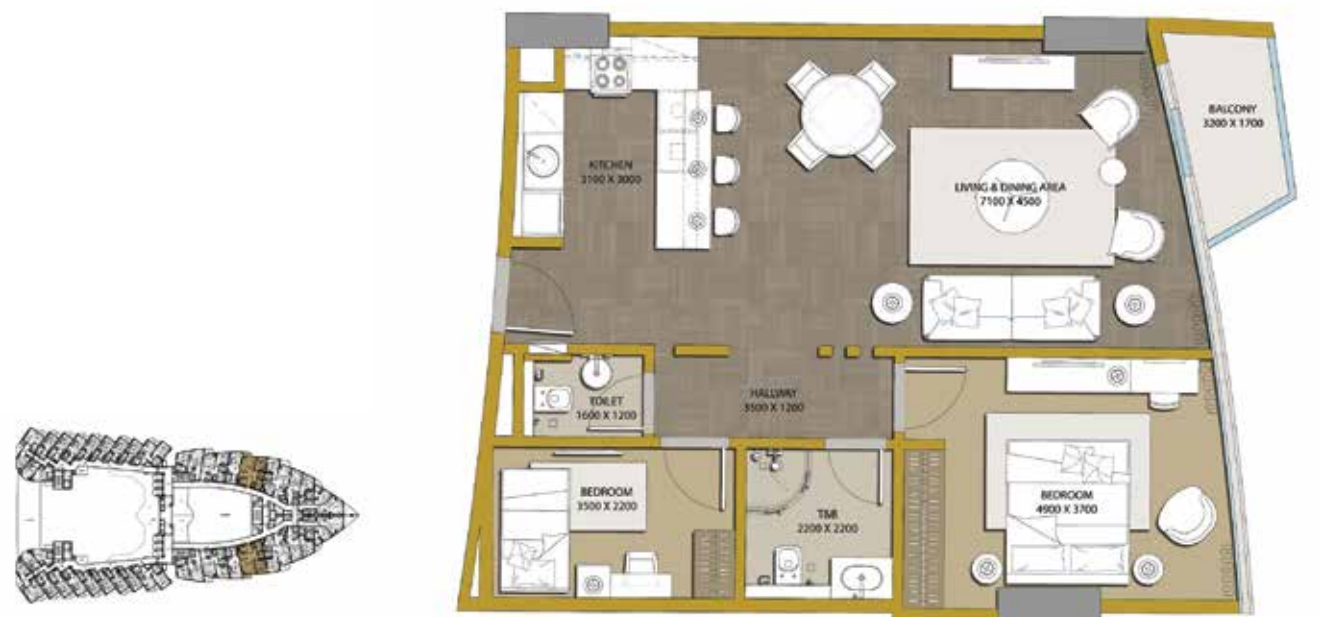 BALCONY
3200 X 1700
KITCHEN
3100 X 3000
LIVING & DINING AREA
7100 X 4500
HALLWAY
3500 X 1200
TOILET
1600 X 1200
BEDROOM
3500 X 2200
2200 X 2200
BEDROOM
4900 X 3700